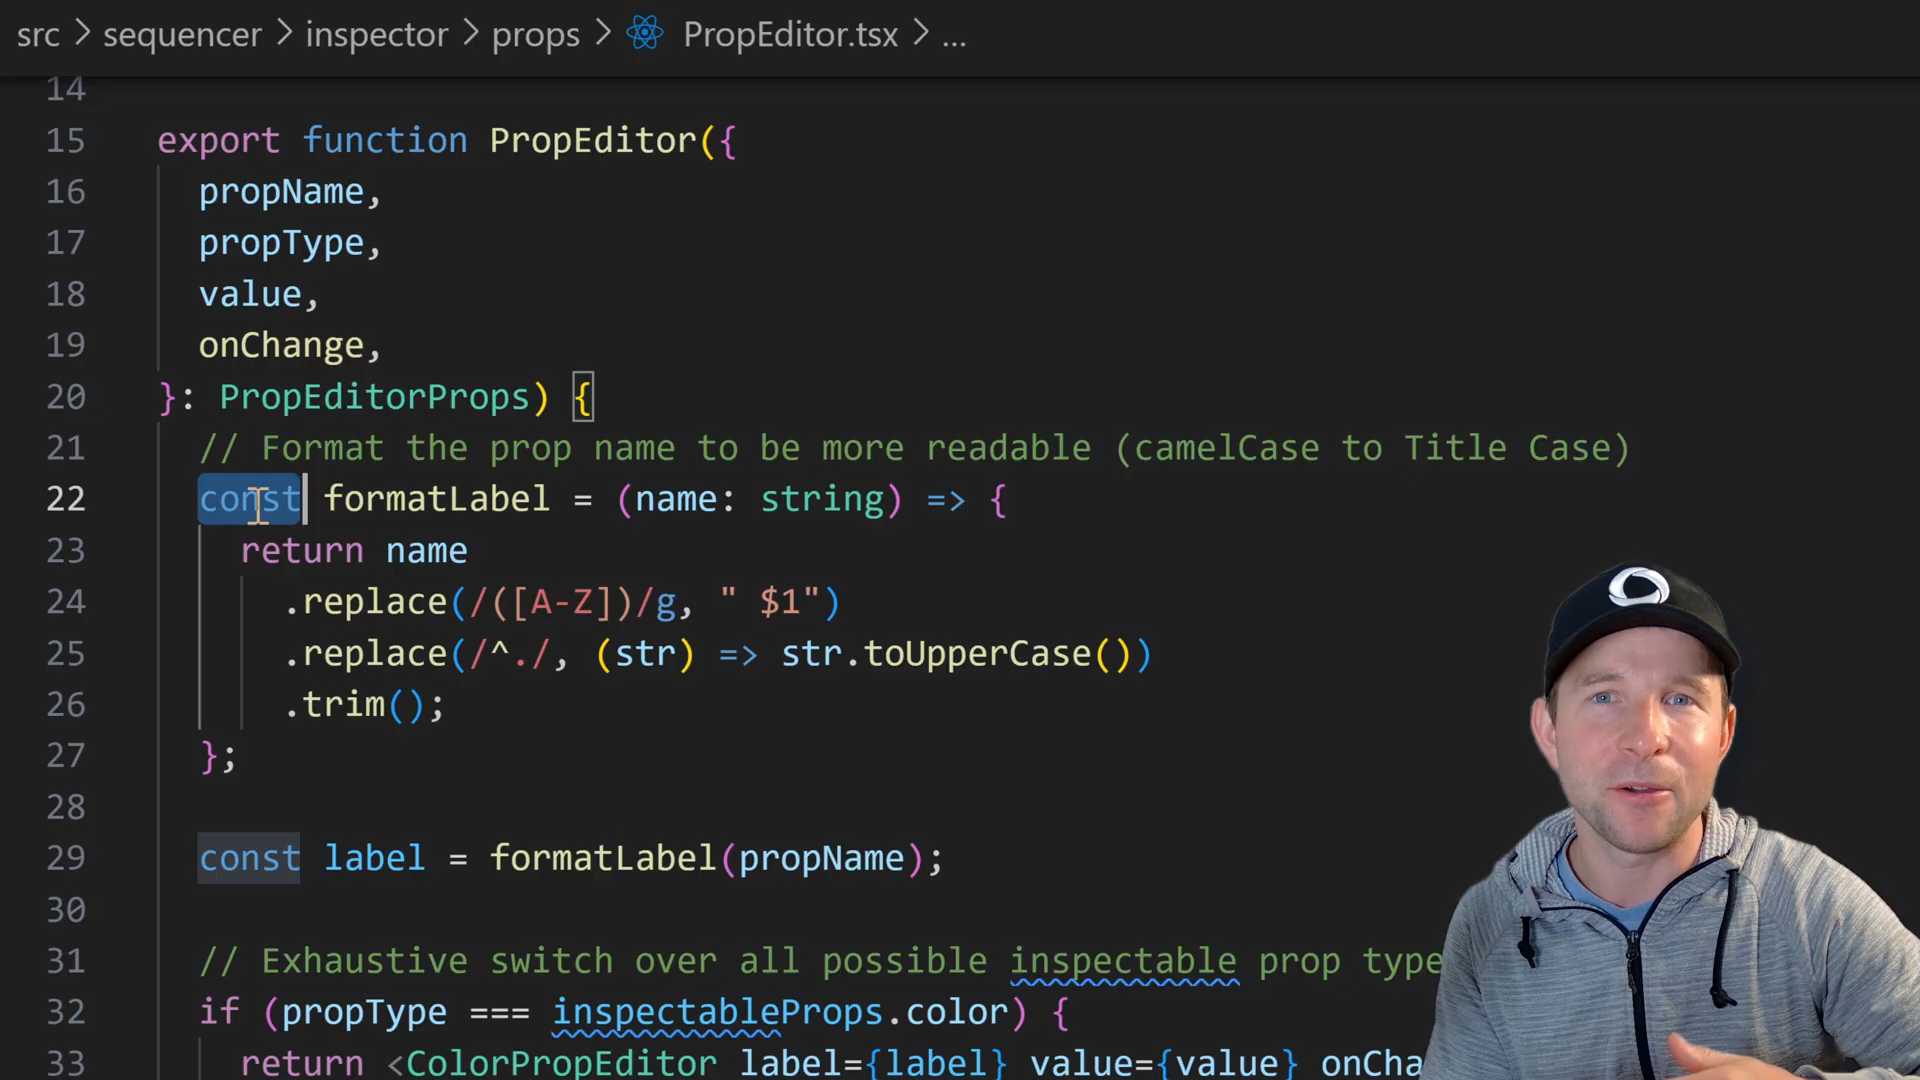 src > sequencer > inspector > props > PropEditor.tsx > ...
14
15 export function PropEditor({
16 propName,
17 propType,
18 value,
19 onChange,
20 }: PropEditorProps) {
21 // Format the prop name to be more readable (camelCase to Title Case)
22 const formatLabel = (name: string) => {
23 return name
24 .replace(/([A-Z])/g, " $1")
25 .replace(/^./, (str) => str.toUpperCase())
26 .trim();
27 };
28
29 const label = formatLabel(propName);
30
31 // Exhaustive switch over all possible inspectable prop type
32 if (propType === inspectableProps.color) {
33 return <ColorPropEditor label={label} value={value} onCha